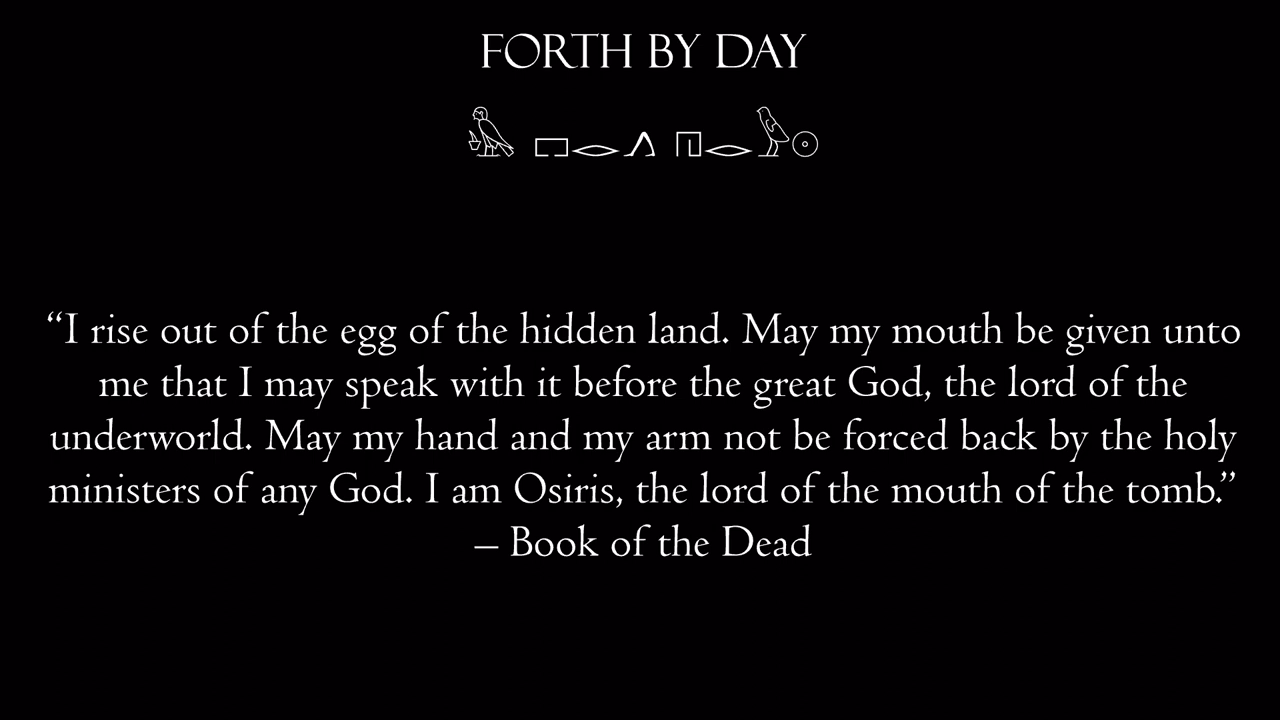 FORTH BY DAY
𓅓 𓉐𓂋𓂻 𓉔𓂋𓅱𓇳
“I rise out of the egg of the hidden land. May my mouth be given unto
me that I may speak with it before the great God, the lord of the
underworld. May my hand and my arm not be forced back by the holy
ministers of any God. I am Osiris, the lord of the mouth of the tomb.”
– Book of the Dead